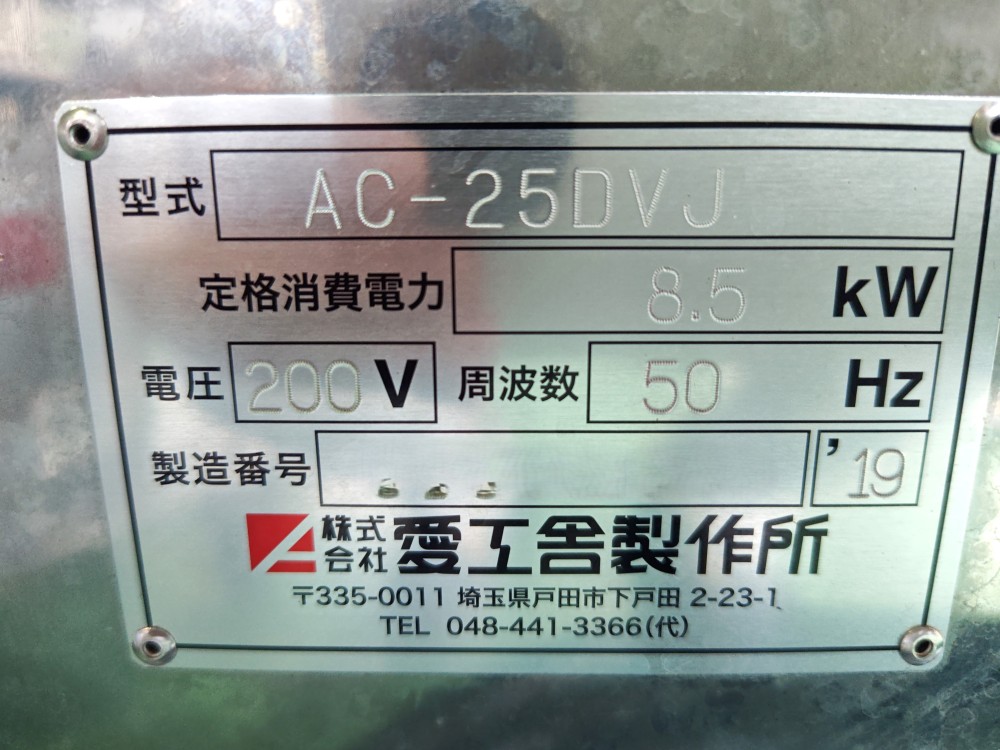 型式 AC-25DVJ
定格消費電力 8.5 kW
電圧 200 V 周波数 50 Hz
製造番号 '19
株式会社 愛工舎製作所
〒335-0011 埼玉県戸田市下戸田 2-23-1
TEL 048-441-3366(代)